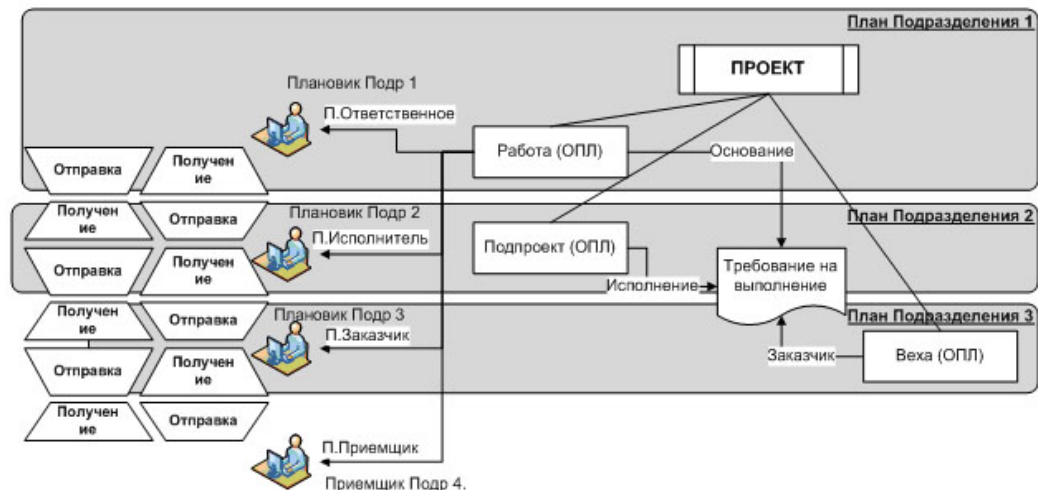 План Подразделения 1
ПРОЕКТ
Плановик Подр 1
П.Ответственное
Работа (ОПЛ)
Основание
Отправка
Получен
ие
План Подразделения 2
Получен
ие
Отправка
Плановик Подр 2
П.Исполнитель
Подпроект (ОПЛ)
Требование на
выполнение
Исполнение
Отправка
Получен
ие
План Подразделения 3
Получен
ие
Отправка
Плановик Подр 3
П.Заказчик
Заказчик
Веха (ОПЛ)
Отправка
Получен
ие
Получен
ие
Отправка
П.Приемщик
Приемщик Подр 4.